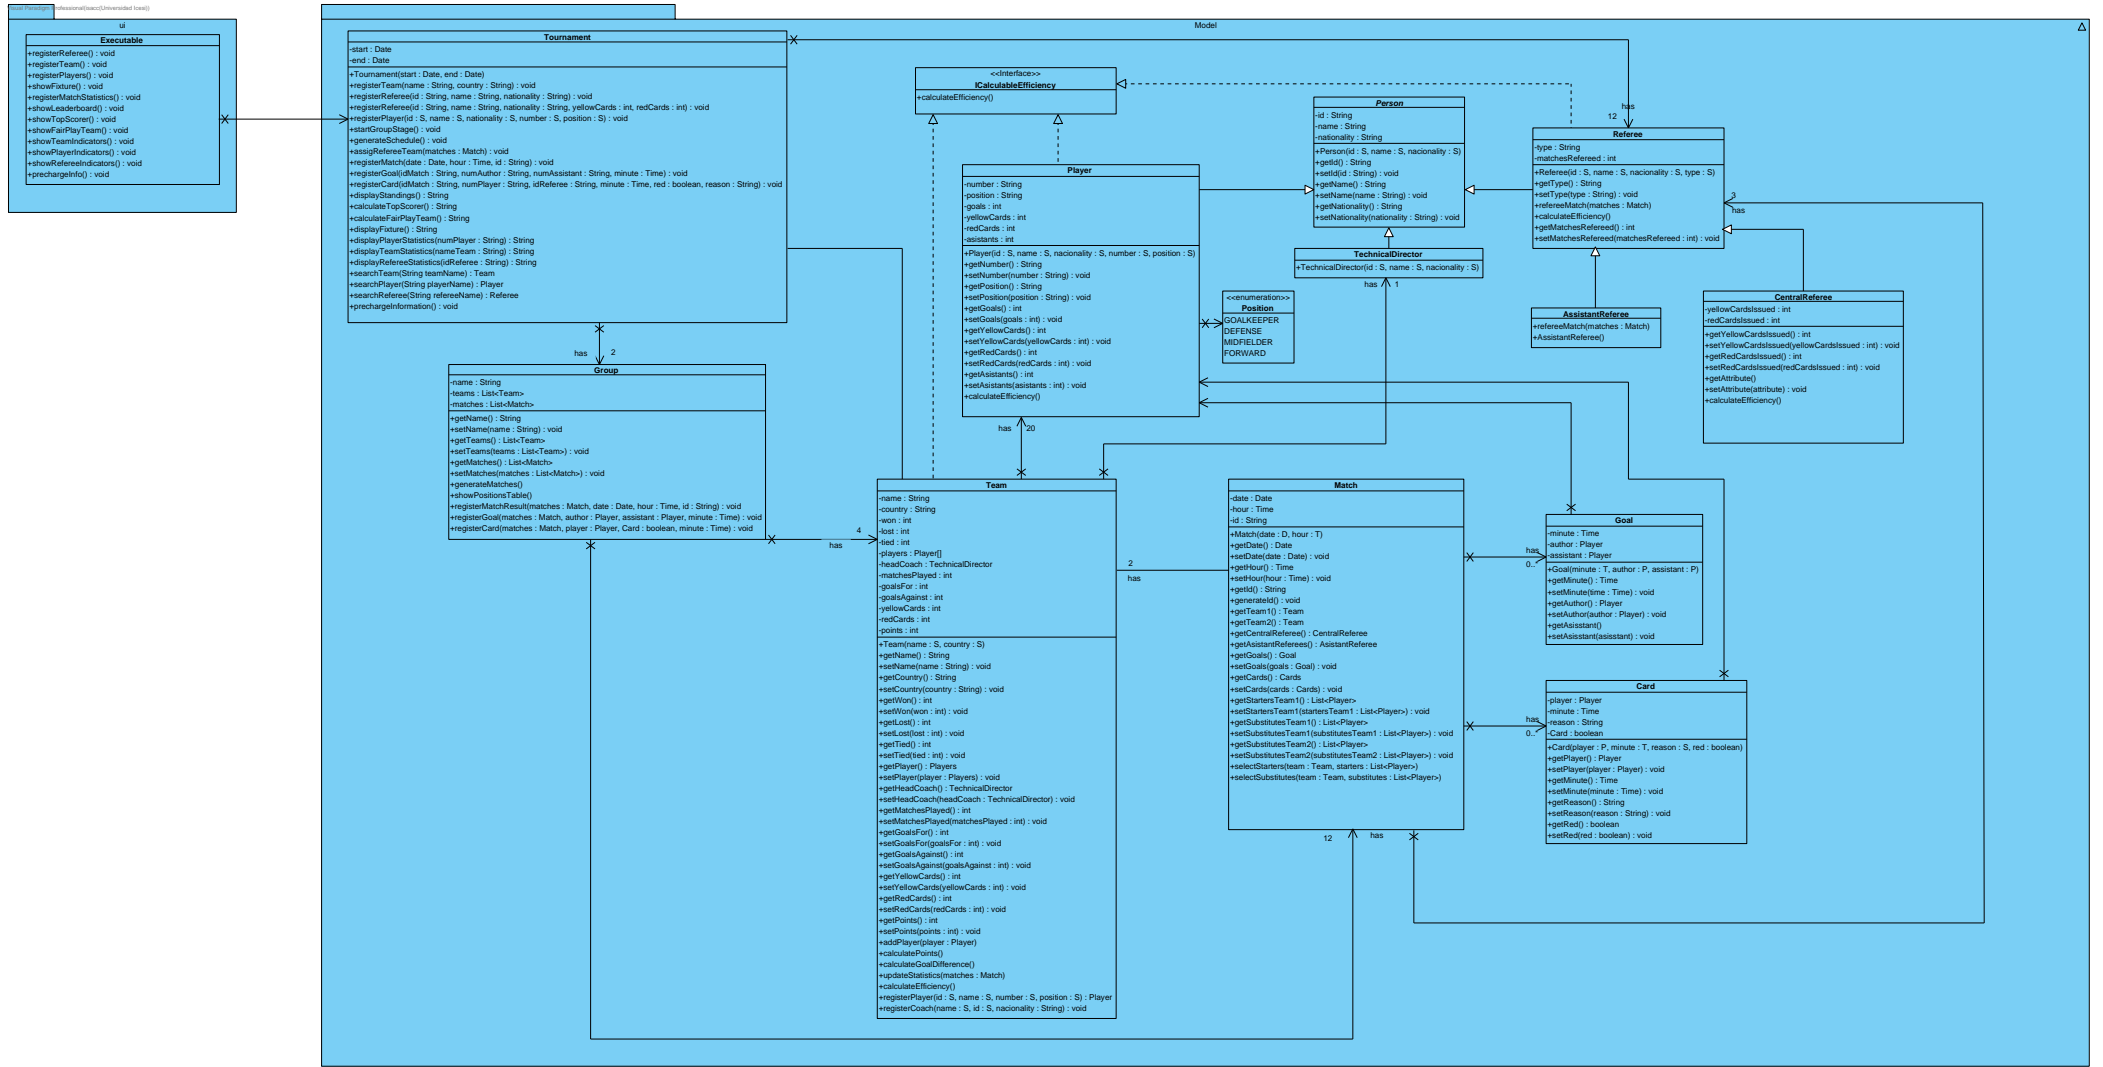 Visual Paradigm Professional(isacc(Universidad Icesi))
ui
Executable
+registerReferee() : void
+registerTeam() : void
+registerPlayers() : void
+showFixture() : void
+registerMatchStatistics() : void
+showLeaderboard() : void
+showTopScorer() : void
+showFairPlayTeam() : void
+showTeamIndicators() : void
+showPlayerIndicators() : void
+showRefereeIndicators() : void
+prechargeInfo() : void
Model
Tournament
-start : Date
-end : Date
+Tournament(start : Date, end : Date)
+registerTeam(name : String, country : String) : void
+registerReferee(id : String, name : String, nationality : String) : void
+registerReferee(id : String, name : String, nationality : String, yellowCards : int, redCards : int) : void
+registerPlayer(id : S, name : S, nationality : S, number : S, position : S) : void
+startGroupStage() : void
+generateSchedule() : void
+assigRefereeTeam(matches : Match) : void
+registerMatch(date : Date, hour : Time, id : String) : void
+registerGoal(idMatch : String, numAuthor : String, numAssistant : String, minute : Time) : void
+registerCard(idMatch : String, numPlayer : String, idReferee : String, minute : Time, red : boolean, reason : String) : void
+displayStandings() : String
+calculateTopScorer() : String
+calculateFairPlayTeam() : String
+displayFixture() : String
+displayPlayerStatistics(numPlayer : String) : String
+displayTeamStatistics(nameTeam : String) : String
+displayRefereeStatistics(idReferee : String) : String
+searchTeam(String teamName) : Team
+searchPlayer(String playerName) : Player
+searchReferee(String refereeName) : Referee
+prechargeInformation() : void
has
2
Group
-name : String
-teams : List<Team>
-matches : List<Match>
+getName() : String
+setName(name : String) : void
+getTeams() : List<Team>
+setTeams(teams : List<Team>) : void
+getMatches() : List<Match>
+setMatches(matches : List<Match>) : void
+generateMatches()
+showPositionsTable()
+registerMatchResult(matches : Match, date : Date, hour : Time, id : String) : void
+registerGoal(matches : Match, author : Player, assistant : Player, minute : Time) : void
+registerCard(matches : Match, player : Player, Card : boolean, minute : Time) : void
4
has
<<Interface>>
ICalculableEfficiency
+calculateEfficiency()
Player
-number : String
-position : String
-goals : int
-yellowCards : int
-redCards : int
-asistants : int
+Player(id : S, name : S, nacionality : S, number : S, position : S)
+getNumber() : String
+setNumber(number : String) : void
+getPosition() : String
+setPosition(position : String) : void
+getGoals() : int
+setGoals(goals : int) : void
+getYellowCards() : int
+setYellowCards(yellowCards : int) : void
+getRedCards() : int
+setRedCards(redCards : int) : void
+getAsistants() : int
+setAsistants(asistants : int) : void
+calculateEfficiency()
has
20
Person
-id : String
-name : String
-nationality : String
+Person(id : S, name : S, nacionality : S)
+getId() : String
+setId(id : String) : void
+getName() : String
+setName(name : String) : void
+getNationality() : String
+setNationality(nationality : String) : void
TechnicalDirector
+TechnicalDirector(id : S, name : S, nacionality : S)
has
1
<<enumeration>>
Position
GOALKEEPER
DEFENSE
MIDFIELDER
FORWARD
has
12
Referee
-type : String
-matchesRefereed : int
+Referee(id : S, name : S, nacionality : S, type : S)
+getType() : String
+setType(type : String) : void
+refereeMatch(matches : Match)
+calculateEfficiency()
+getMatchesRefereed() : int
+setMatchesRefereed(matchesRefereed : int) : void
3
has
AssistantReferee
+refereeMatch(matches : Match)
+AssistantReferee()
CentralReferee
-yellowCardsIssued : int
-redCardsIssued : int
+getYellowCardsIssued() : int
+setYellowCardsIssued(yellowCardsIssued : int) : void
+getRedCardsIssued() : int
+setRedCardsIssued(redCardsIssued : int) : void
+getAttribute()
+setAttribute(attribute) : void
+calculateEfficiency()
Team
-name : String
-country : String
-won : int
-lost : int
-tied : int
-players : Player[]
-headCoach : TechnicalDirector
-matchesPlayed : int
-goalsFor : int
-goalsAgainst : int
-yellowCards : int
-redCards : int
-points : int
+Team(name : S, country : S)
+getName() : String
+setName(name : String) : void
+getCountry() : String
+setCountry(country : String) : void
+getWon() : int
+setWon(won : int) : void
+getLost() : int
+setLost(lost : int) : void
+getTied() : int
+setTied(tied : int) : void
+getPlayer() : Players
+setPlayer(player : Players) : void
+getHeadCoach() : TechnicalDirector
+setHeadCoach(headCoach : TechnicalDirector) : void
+getMatchesPlayed() : int
+setMatchesPlayed(matchesPlayed : int) : void
+getGoalsFor() : int
+setGoalsFor(goalsFor : int) : void
+getGoalsAgainst() : int
+setGoalsAgainst(goalsAgainst : int) : void
+getYellowCards() : int
+setYellowCards(yellowCards : int) : void
+getRedCards() : int
+setRedCards(redCards : int) : void
+getPoints() : int
+setPoints(points : int) : void
+addPlayer(player : Player)
+calculatePoints()
+calculateGoalDifference()
+updateStatistics(matches : Match)
+calculateEfficiency()
+registerPlayer(id : S, name : S, number : S, position : S) : Player
+registerCoach(name : S, id : S, nacionality : String) : void
2
has
Match
-date : Date
-hour : Time
-id : String
+Match(date : D, hour : T)
+getDate() : Date
+setDate(date : Date) : void
+getHour() : Time
+setHour(hour : Time) : void
+getId() : String
+generateId() : void
+getTeam1() : Team
+getTeam2() : Team
+getCentralReferee() : CentralReferee
+getAsistantReferees() : AsistantReferee
+getGoals() : Goal
+setGoals(goals : Goal) : void
+getCards() : Cards
+setCards(cards : Cards) : void
+getStartersTeam1() : List<Player>
+setStartersTeam1(startersTeam1 : List<Player>) : void
+getSubstitutesTeam1() : List<Player>
+setSubstitutesTeam1(substitutesTeam1 : List<Player>) : void
+getSubstitutesTeam2() : List<Player>
+setSubstitutesTeam2(substitutesTeam2 : List<Player>) : void
+selectStarters(team : Team, starters : List<Player>)
+selectSubstitutes(team : Team, substitutes : List<Player>)
12
has
has
0..*
Goal
-minute : Time
-author : Player
-assistant : Player
+Goal(minute : T, author : P, assistant : P)
+getMinute() : Time
+setMinute(time : Time) : void
+getAuthor() : Player
+setAuthor(author : Player) : void
+getAsisstant()
+setAsisstant(asisstant) : void
has
0..*
Card
-player : Player
-minute : Time
-reason : String
-Card : boolean
+Card(player : P, minute : T, reason : S, red : boolean)
+getPlayer() : Player
+setPlayer(player : Player) : void
+getMinute() : Time
+setMinute(minute : Time) : void
+getReason() : String
+setReason(reason : String) : void
+getRed() : boolean
+setRed(red : boolean) : void